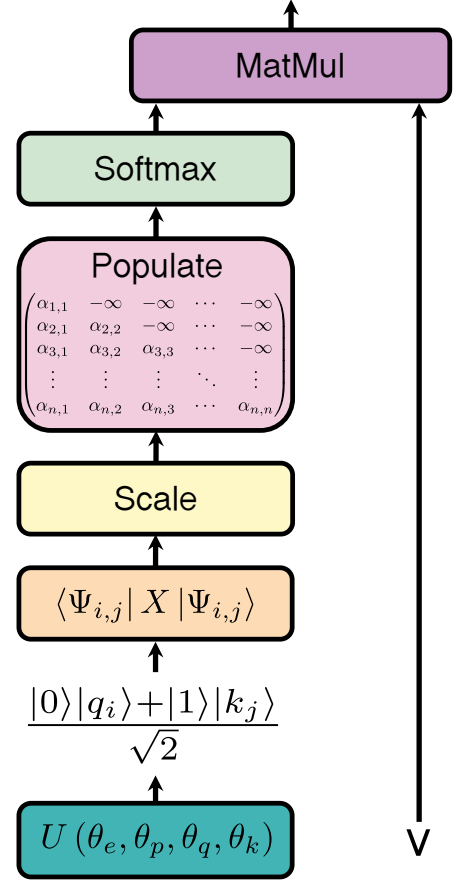 MatMul
Softmax
Populate
α1,1 −∞ −∞ ⋯ −∞
α2,1 α2,2 −∞ ⋯ −∞
α3,1 α3,2 α3,3 ⋯ −∞
⋮ ⋮ ⋮ ⋱ ⋮
αn,1 αn,2 αn,3 ⋯ αn,n
Scale
⟨Ψi,j| X |Ψi,j⟩
|0⟩|qi⟩+|1⟩|kj⟩
√2
U (θe, θp, θq, θk)
V